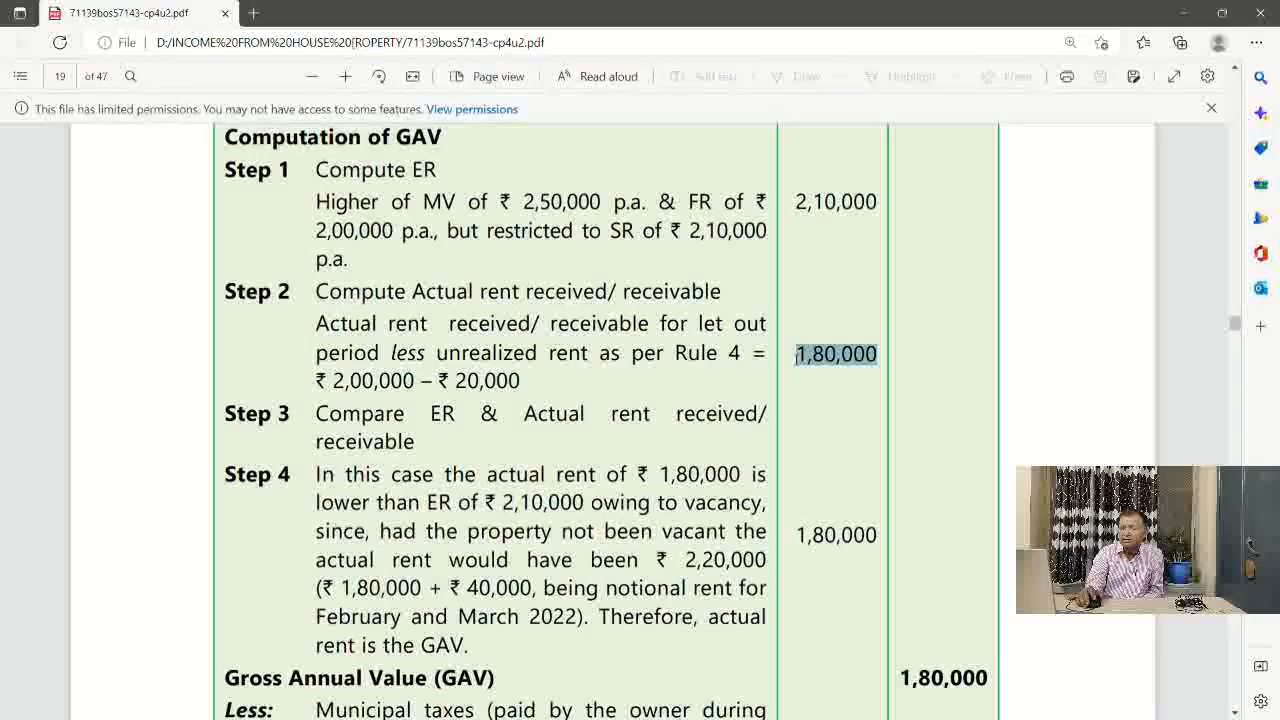 71139bos57143-cp4u2.pdf
File D:/INCOME%20FROM%20HOUSE%20[ROPERTY/71139bos57143-cp4u2.pdf
19 of 47 Page view Read aloud Add text Draw Highlight Erase
This file has limited permissions. You may not have access to some features. View permissions
Computation of GAV
Step 1 Compute ER
Higher of MV of ₹ 2,50,000 p.a. & FR of ₹ 2,10,000
2,00,000 p.a., but restricted to SR of ₹ 2,10,000
p.a.
Step 2 Compute Actual rent received/ receivable
Actual rent received/ receivable for let out
period less unrealized rent as per Rule 4 = 1,80,000
₹ 2,00,000 – ₹ 20,000
Step 3 Compare ER & Actual rent received/
receivable
Step 4 In this case the actual rent of ₹ 1,80,000 is
lower than ER of ₹ 2,10,000 owing to vacancy,
since, had the property not been vacant the 1,80,000
actual rent would have been ₹ 2,20,000
(₹ 1,80,000 + ₹ 40,000, being notional rent for
February and March 2022). Therefore, actual
rent is the GAV.
Gross Annual Value (GAV) 1,80,000
Less: Municipal taxes (paid by the owner during